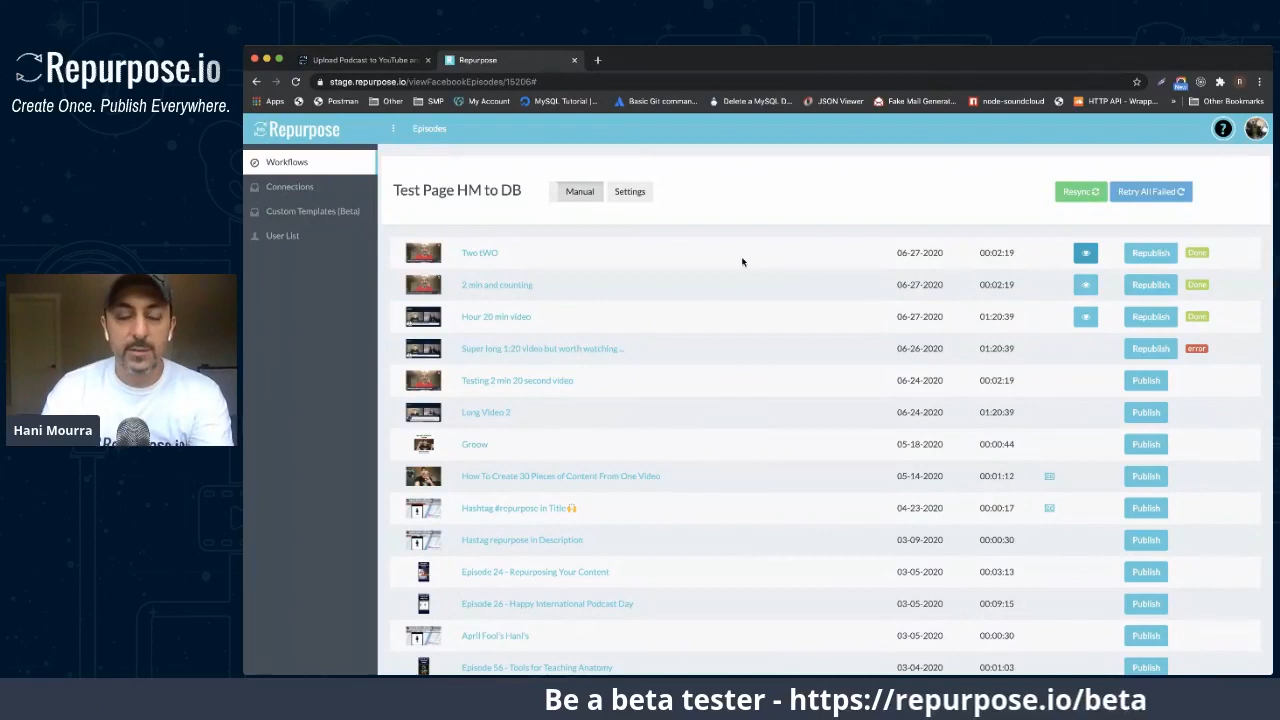 Repurpose.io
Create Once. Publish Everywhere.
Hani Mourra
Upload Podcast to YouTube an
Repurpose
stage.repurpose.io/viewFacebookEpisodes/15206#
Apps
Postman
Other
SMP
My Account
MySQL Tutorial |...
Basic Git comman...
Delete a MySQL D...
JSON Viewer
Fake Mail Generat...
node-soundcloud
HTTP API - Wrapp...
»
Other Bookmarks
New
Repurpose
Episodes
?
Workflows
Connections
Custom Templates (Beta)
User List
Test Page HM to DB
Manual
Settings
Resync
Retry All Failed
Two tWO 06-27-2020 00:02:19 Republish Done
2 min and counting 06-27-2020 00:02:19 Republish Done
Hour 20 min video 06-27-2020 01:20:39 Republish Done
Super long 1:20 video but worth watching ... 06-26-2020 01:20:39 Republish error
Testing 2 min 20 second video 06-24-2020 00:02:19 Publish
Long Video 2 06-24-2020 01:20:39 Publish
Groow 05-18-2020 00:00:44 Publish
How To Create 30 Pieces of Content From One Video 05-14-2020 00:01:12 Publish
Hashtag #repurpose in Title🙌 04-25-2020 00:00:17 Publish
Hastag repurpose in Description 03-09-2020 00:00:30 Publish
Episode 24 - Repurposing Your Content 03-05-2020 00:03:13 Publish
Episode 26 - Happy International Podcast Day 03-05-2020 00:09:15 Publish
April Fool's Hani's 03-05-2020 00:00:30 Publish
Episode 56 - Tools for Teaching Anatomy 03-04-2020 00:01:03 Publish
Be a beta tester - https://repurpose.io/beta